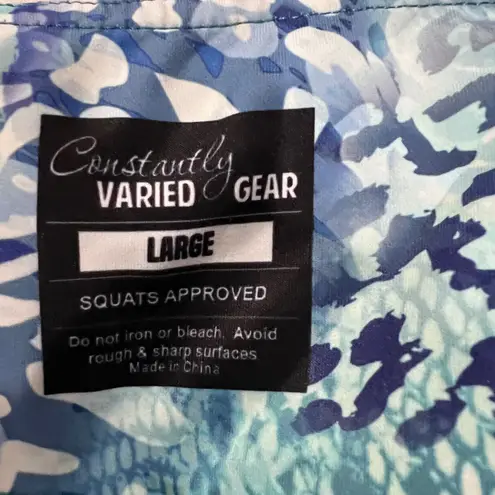 Constantly
VARIED GEAR
LARGE
SQUATS APPROVED
Do not iron or bleach. Avoid
rough & sharp surfaces
Made in China